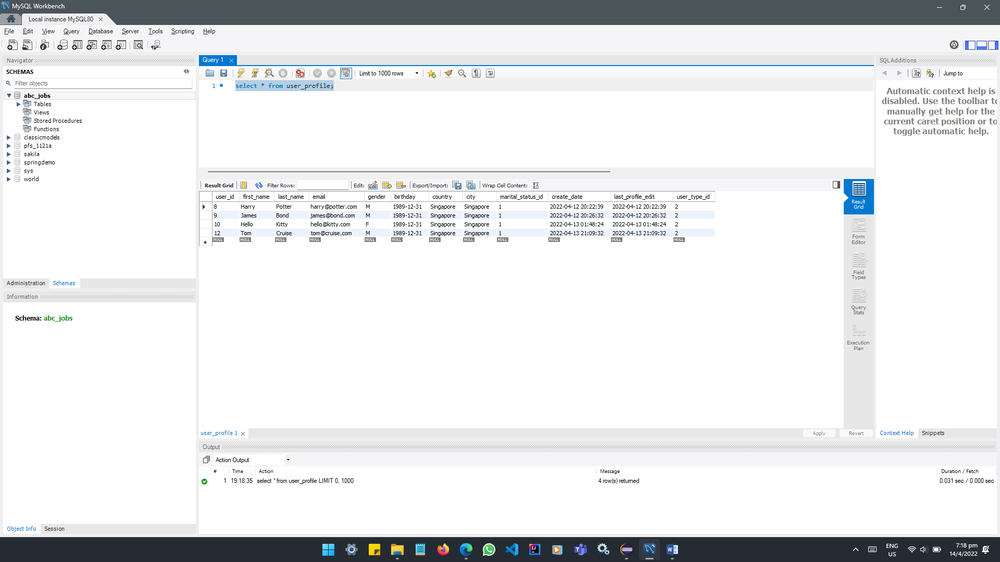 MySQL Workbench
Local instance MySQL80
File Edit View Query Database Server Tools Scripting Help
Navigator
SCHEMAS
Filter objects
abc_jobs
Tables
Views
Stored Procedures
Functions
classicmodels
pfs_1121a
sakila
springdemo
sys
world
Administration Schemas
Information
Schema: abc_jobs
Object Info Session
Query 1
Limit to 1000 rows
1 select * from user_profile;
Result Grid Filter Rows: Edit: Export/Import: Wrap Cell Content:
user_id first_name last_name email gender birthday country city marital_status_id create_date last_profile_edit user_type_id
8 Harry Potter harry@potter.com M 1989-12-31 Singapore Singapore 1 2022-04-12 20:22:39 2022-04-12 20:22:39 2
9 James Bond james@bond.com M 1989-12-31 Singapore Singapore 1 2022-04-12 20:26:32 2022-04-12 20:26:32 2
10 Hello Kitty hello@kitty.com F 1989-12-31 Singapore Singapore 1 2022-04-13 01:48:24 2022-04-13 01:48:24 2
12 Tom Cruise tom@cruise.com M 1989-12-31 Singapore Singapore 1 2022-04-13 21:09:32 2022-04-13 21:09:32 2
NULL NULL NULL NULL NULL NULL NULL NULL NULL NULL NULL NULL
Result
Grid
Form
Editor
Field
Types
Query
Stats
Execution
Plan
user_profile 1
Apply Revert
SQLAdditions
Jump to
Automatic context help is
disabled. Use the toolbar to
manually get help for the
current caret position or to
toggle automatic help.
Context Help Snippets
Output
Action Output
# Time Action Message Duration / Fetch
1 19:18:35 select * from user_profile LIMIT 0, 1000 4 row(s) returned 0.031 sec / 0.000 sec
ENG
US
7:18 pm
14/4/2022